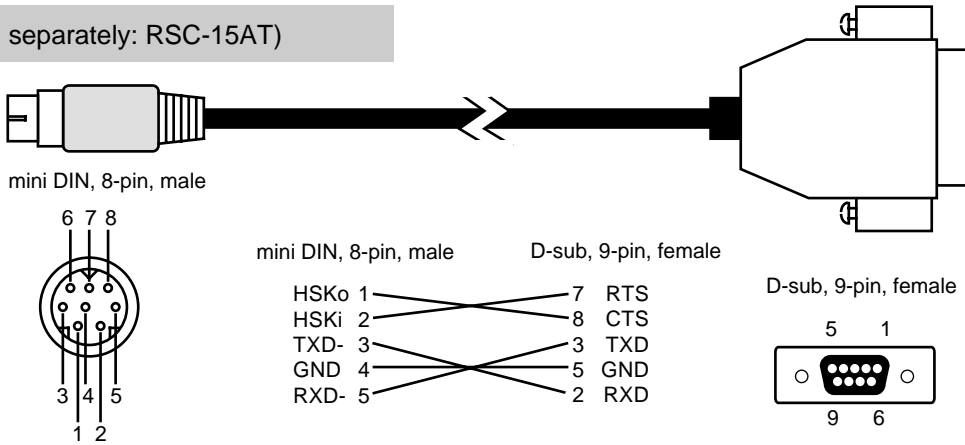 separately: RSC-15AT)
mini DIN, 8-pin, male
6 7 8
3 4 5
1 2
mini DIN, 8-pin, male D-sub, 9-pin, female
HSKo 1 7 RTS
HSKi 2 8 CTS
TXD- 3 3 TXD
GND 4 5 GND
RXD- 5 2 RXD
D-sub, 9-pin, female
5 1
9 6